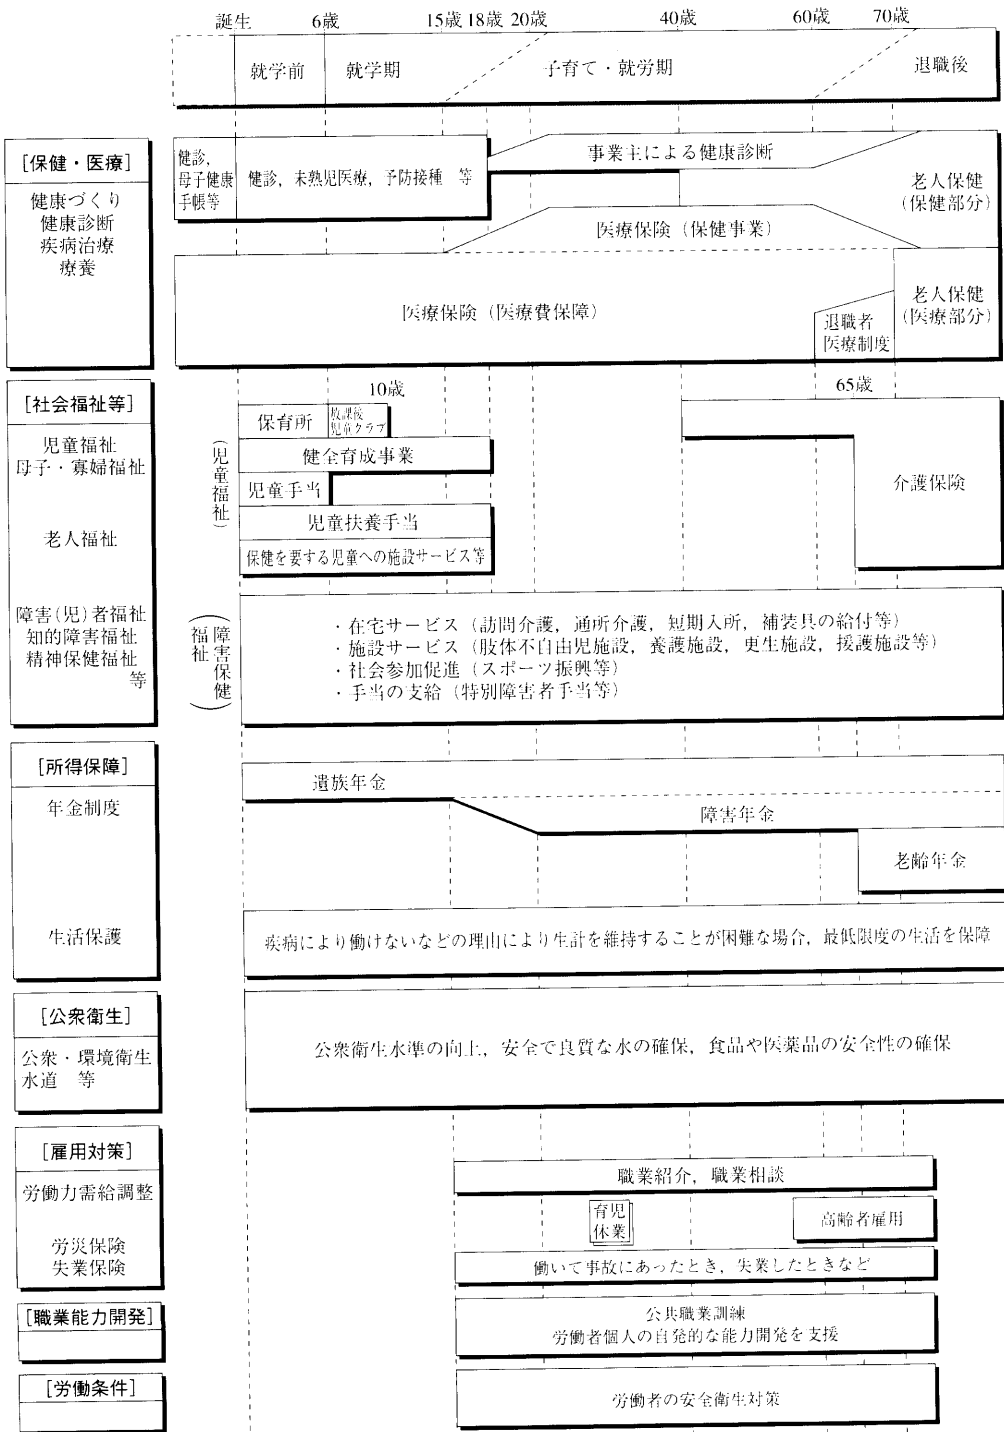 誕生 6歳 15歳 18歳 20歳 40歳 60歳 70歳
就学前 就学期 子育て・就労期 退職後
[保健・医療]
健康づくり
健康診断
疾病治療
療養
健診,
母子健康
手帳等
健診, 未熟児医療, 予防接種 等
事業主による健康診断
医療保険 (保健事業)
老人保健
(保健部分)
医療保険 (医療費保障)
退職者
医療制度
老人保健
(医療部分)
[社会福祉等]
児童福祉
母子・寡婦福祉
老人福祉
障害(児)者福祉
知的障害福祉
精神保健福祉
等
10歳
65歳
(児童福祉)
保育所
放課後
児童クラブ
健全育成事業
児童手当
児童扶養手当
保健を要する児童への施設サービス等
介護保険
(障害保健
福祉)
・在宅サービス (訪問介護, 通所介護, 短期入所, 補装具の給付等)
・施設サービス (肢体不自由児施設, 養護施設, 更生施設, 援護施設等)
・社会参加促進 (スポーツ振興等)
・手当の支給 (特別障害者手当等)
[所得保障]
年金制度
生活保護
遺族年金
障害年金
老齢年金
疾病により働けないなどの理由により生計を維持することが困難な場合, 最低限度の生活を保障
[公衆衛生]
公衆・環境衛生
水道 等
公衆衛生水準の向上, 安全で良質な水の確保, 食品や医薬品の安全性の確保
[雇用対策]
労働力需給調整
労災保険
失業保険
職業紹介, 職業相談
育児
休業
高齢者雇用
働いて事故にあったとき, 失業したときなど
[職業能力開発]
公共職業訓練
労働者個人の自発的な能力開発を支援
[労働条件]
労働者の安全衛生対策